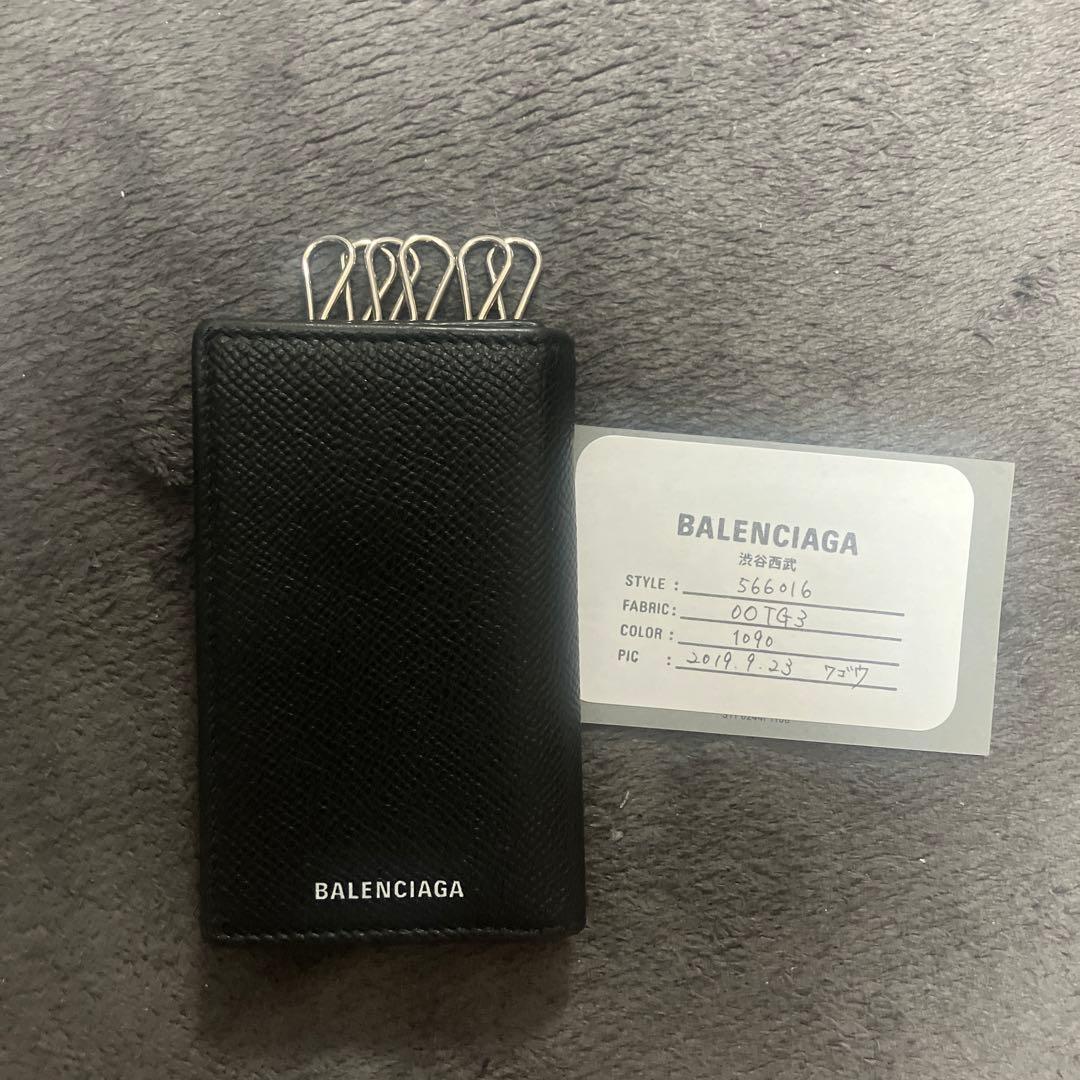 BALENCIAGA
BALENCIAGA
渋谷西武
STYLE : 566016
FABRIC: 00TG3
COLOR : 1090
PIC : 2019.9.23 ワゴウ